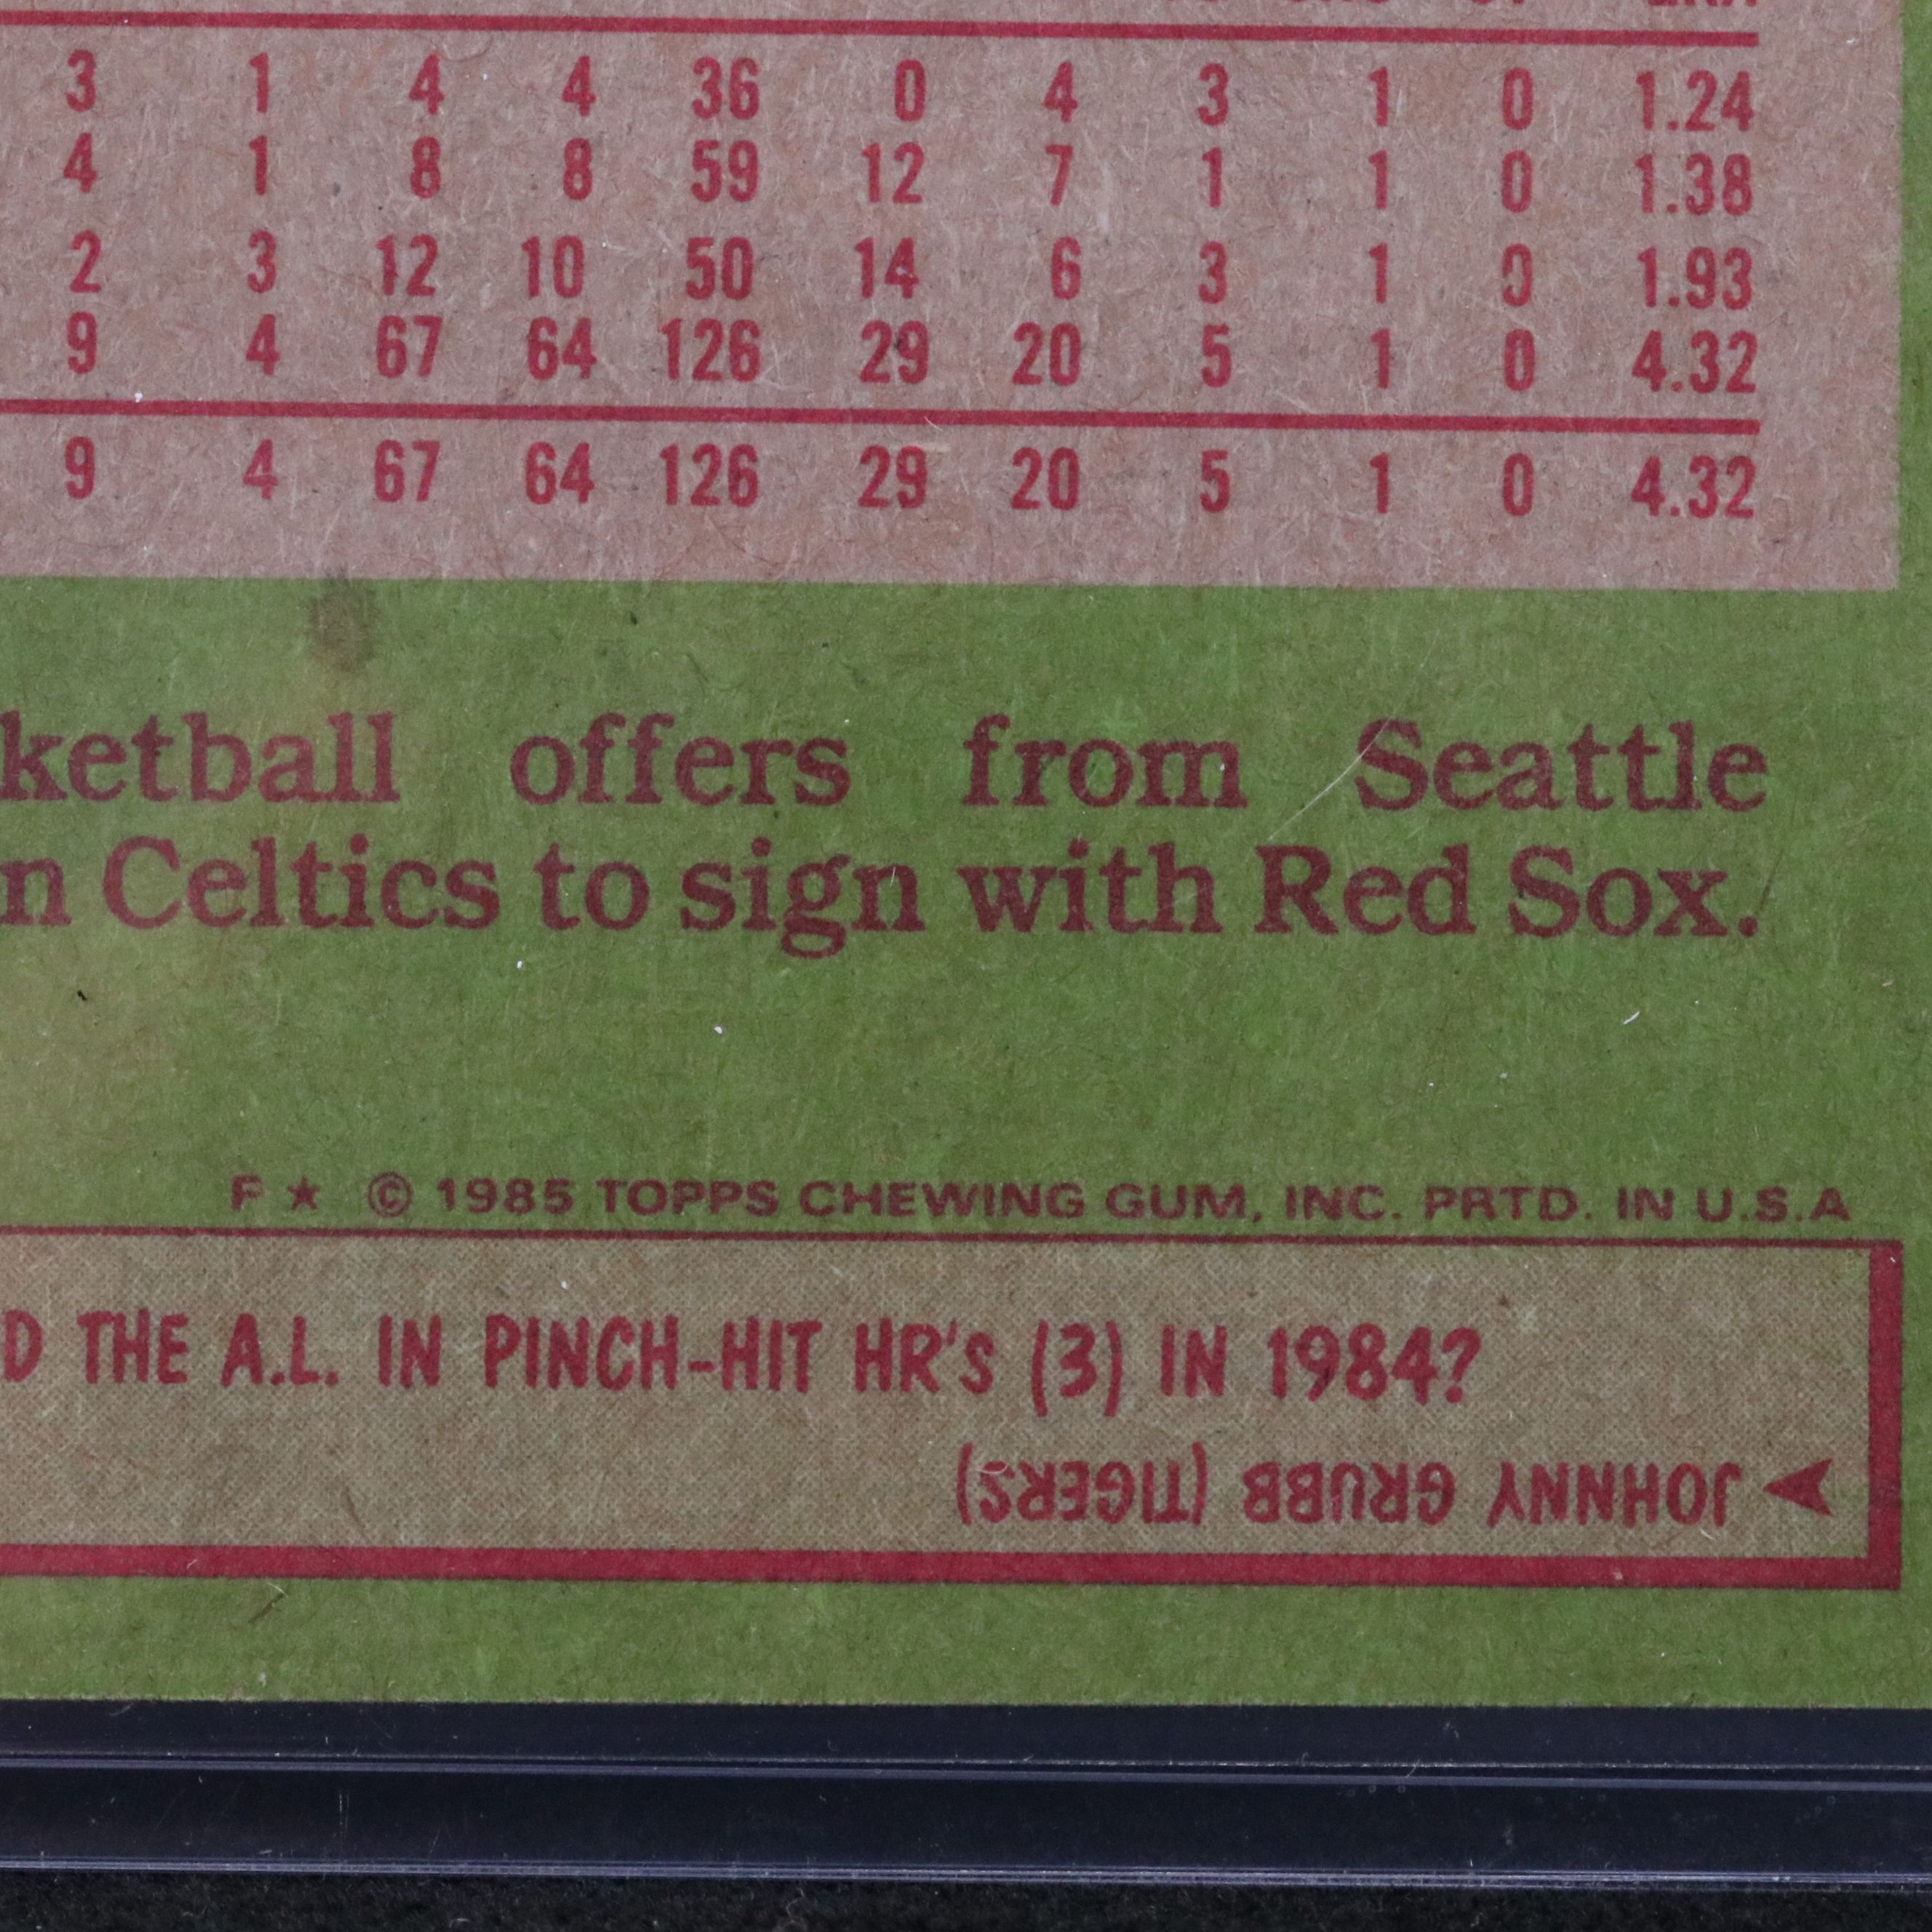 3 1 4 4 36 0 4 3 1 0 1.24
4 1 8 8 59 12 7 1 1 0 1.38
2 3 12 10 50 14 6 3 1 0 1.93
9 4 67 64 126 29 20 5 1 0 4.32
9 4 67 64 126 29 20 5 1 0 4.32
ketball offers from Seattle
n Celtics to sign with Red Sox.
F ★ © 1985 TOPPS CHEWING GUM, INC. PRTD. IN U.S.A
D THE A.L. IN PINCH-HIT HR's (3) IN 1984?
JOHNNY GRUBB (TIGERS)